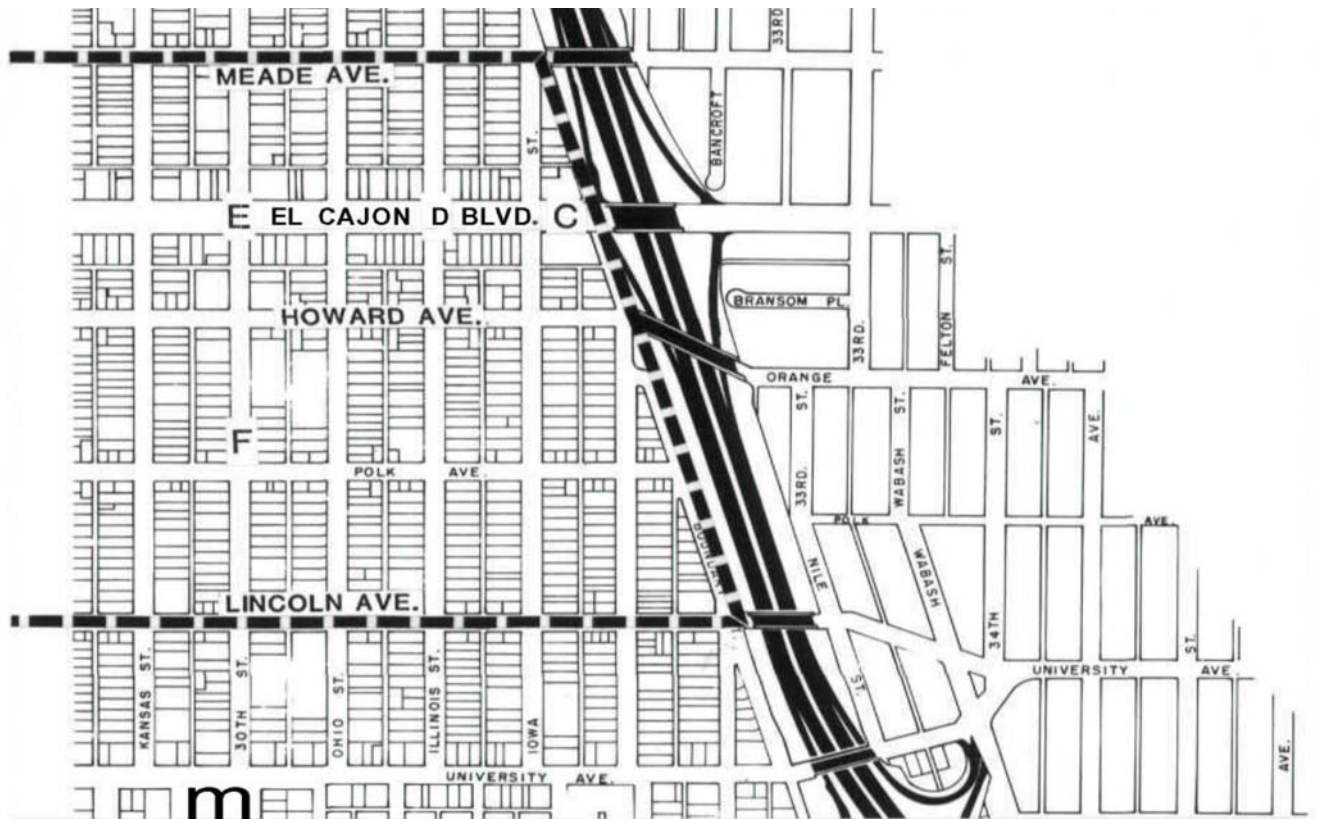 33RD
MEADE AVE.
BANCROFT
ST.
E EL CAJON D BLVD. C
FELTON ST.
BRANSOM PL.
HOWARD AVE.
33RD.
ORANGE AVE.
33RD. ST.
WABASH ST.
ST.
AVE.
F
POLK AVE.
POLK AVE.
NILE
WABASH
LINCOLN AVE.
34TH
KANSAS ST.
30TH ST.
OHIO ST.
ILLINOIS ST.
IOWA
ST.
UNIVERSITY AVE.
ST.
UNIVERSITY AVE.
AVE.
m